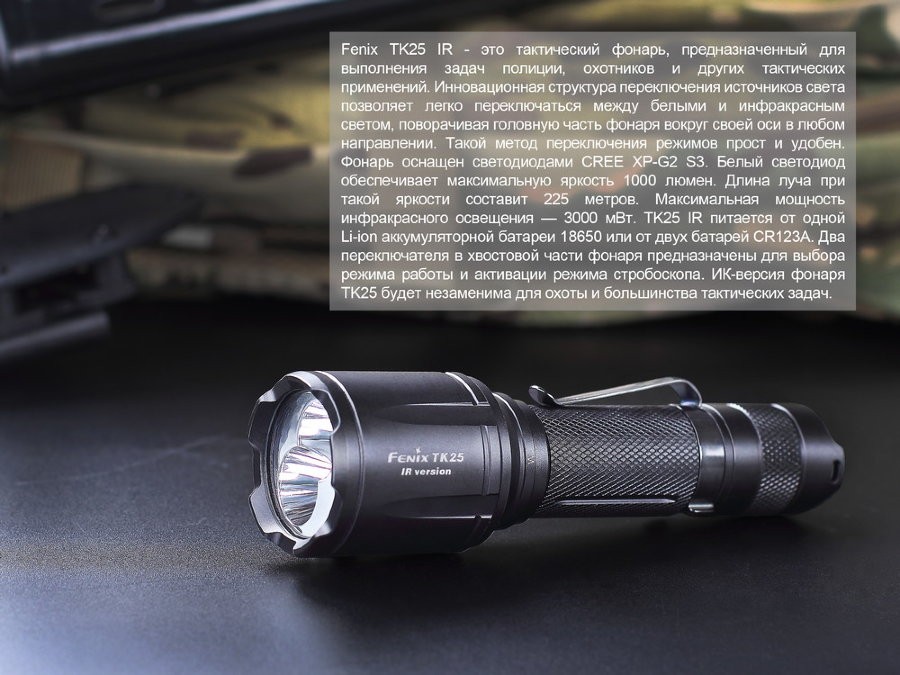 Fenix TK25 IR - это тактический фонарь, предназначенный для
выполнения задач полиции, охотников и других тактических
применений. Инновационная структура переключения источников света
позволяет легко переключаться между белыми и инфракрасным
светом, поворачивая головную часть фонаря вокруг своей оси в любом
направлении. Такой метод переключения режимов прост и удобен.
Фонарь оснащен светодиодами CREE XP-G2 S3. Белый светодиод
обеспечивает максимальную яркость 1000 люмен. Длина луча при
такой яркости составит 225 метров. Максимальная мощность
инфракрасного освещения — 3000 мВт. TK25 IR питается от одной
Li-ion аккумуляторной батареи 18650 или от двух батарей CR123A. Два
переключателя в хвостовой части фонаря предназначены для выбора
режима работы и активации режима стробоскопа. ИК-версия фонаря
TK25 будет незаменима для охоты и большинства тактических задач.
FENIX TK25
IR version